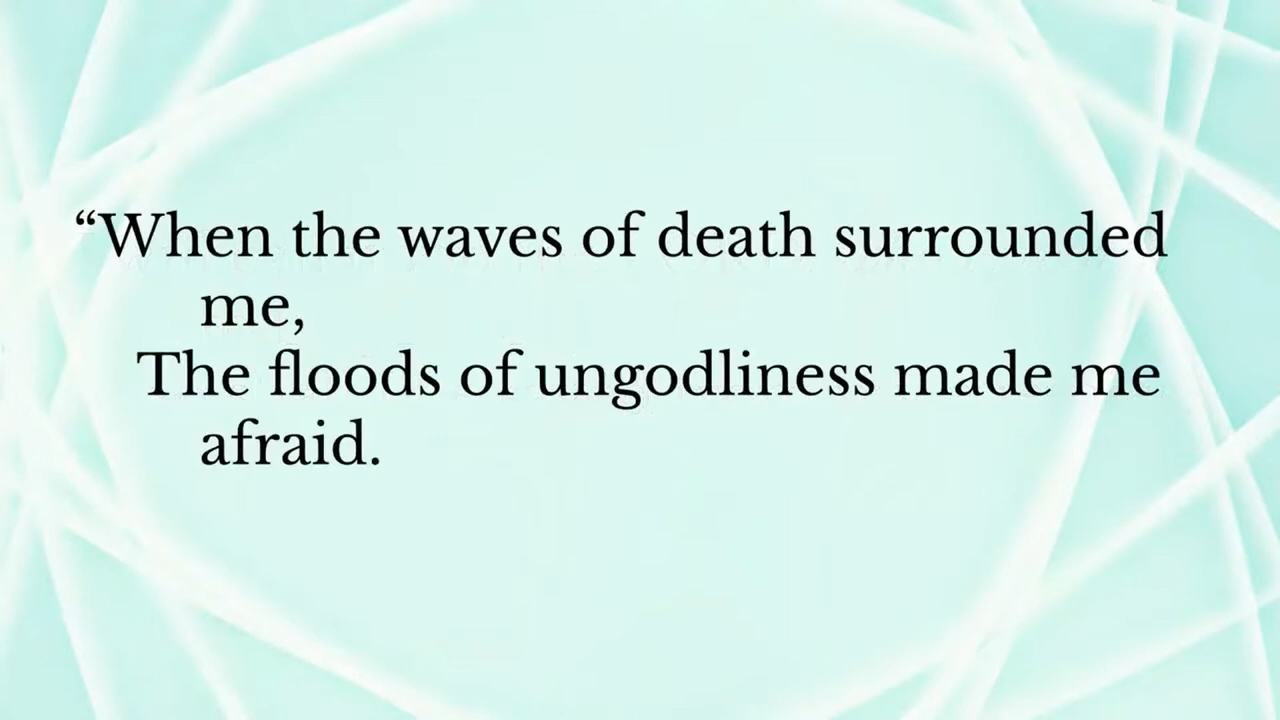 “When the waves of death surrounded
me,
The floods of ungodliness made me
afraid.